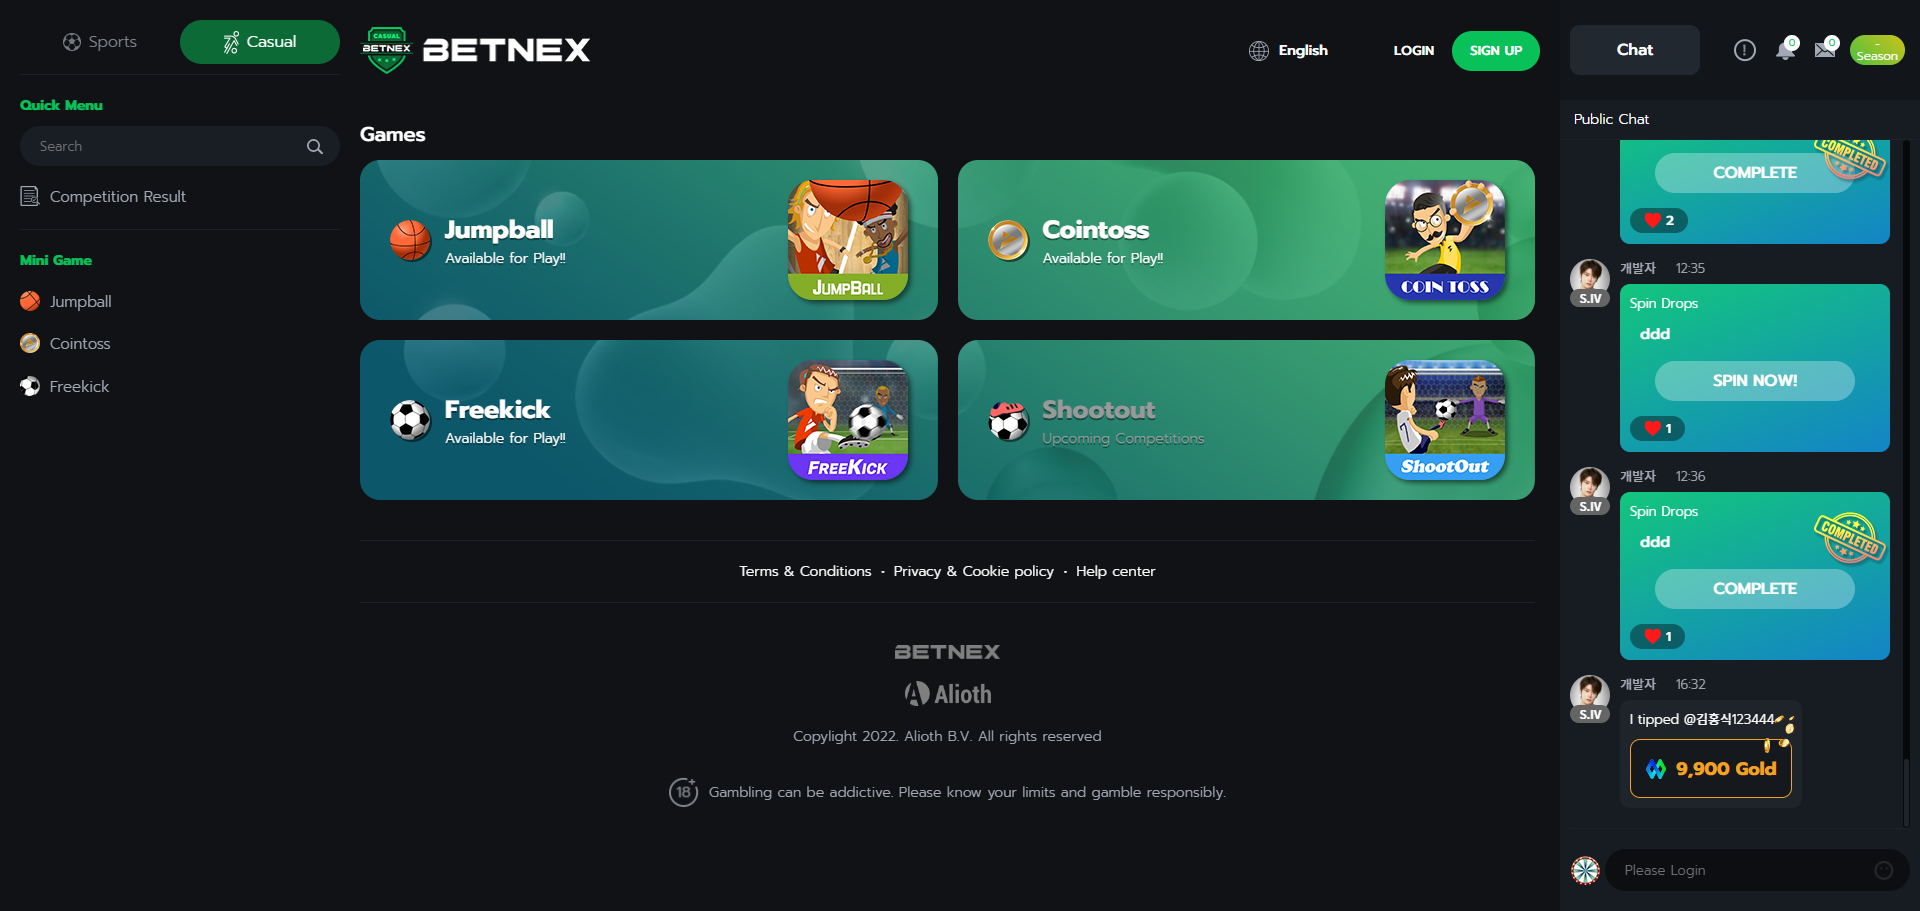 Sports
Casual
CASUAL
BETNEX
BETNEX
English
LOGIN
SIGN UP
Chat
0
0
-
Season
Quick Menu
Search
Competition Result
Mini Game
Jumpball
Cointoss
Freekick
Games
Jumpball
Available for Play!!
JUMPBALL
Cointoss
Available for Play!!
COIN TOSS
Freekick
Available for Play!!
FREEKICK
Shootout
Upcoming Competitions
7
ShootOut
Terms & Conditions · Privacy & Cookie policy · Help center
BETNEX
Alioth
Copylight 2022. Alioth B.V. All rights reserved
18+
Gambling can be addictive. Please know your limits and gamble responsibly.
Public Chat
COMPLETED
COMPLETE
2
개발자 12:35
S.IV
Spin Drops
ddd
SPIN NOW!
1
개발자 12:36
S.IV
Spin Drops
ddd
COMPLETED
COMPLETE
1
개발자 16:32
S.IV
I tipped @김홍식123444
9,900 Gold
Please Login